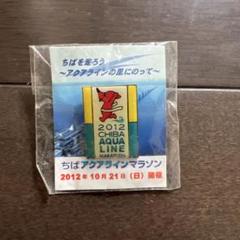 ちばを走ろう
〜アクアラインの風にのって〜
2012
CHIBA
AQUA
LINE
MARATHON
ちばアクアラインマラソン
2012年10月21日(日)開催